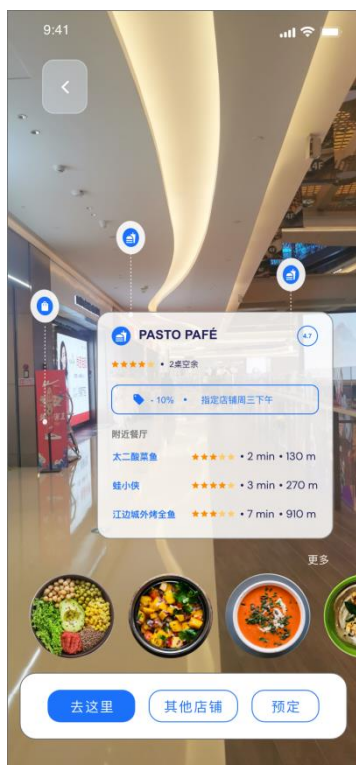 9:41
PASTO PAFÉ
4.7
• 2桌空余
- 10% • 指定店铺周三下午
附近餐厅
太二酸菜鱼 • 2 min • 130 m
蛙小侠 • 3 min • 270 m
江边城外烤全鱼 • 7 min • 910 m
更多
去这里 其他店铺 预定